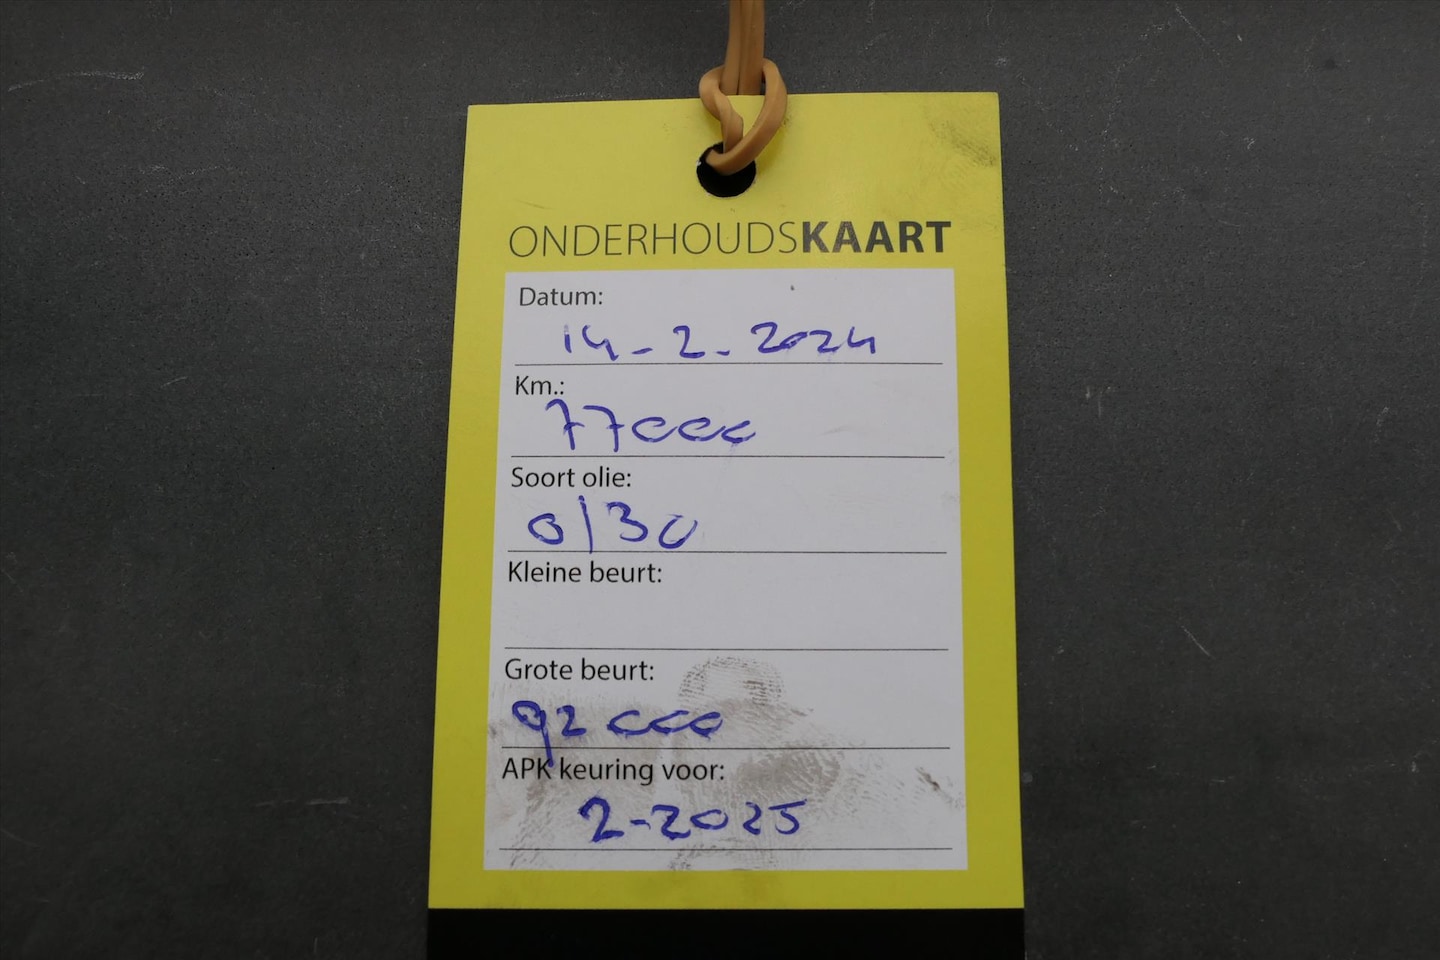 ONDERHOUDSKAART
Datum:
14-2-2024
Km.:
77000
Soort olie:
0/30
Kleine beurt:
Grote beurt:
92000
APK keuring voor:
2-2025